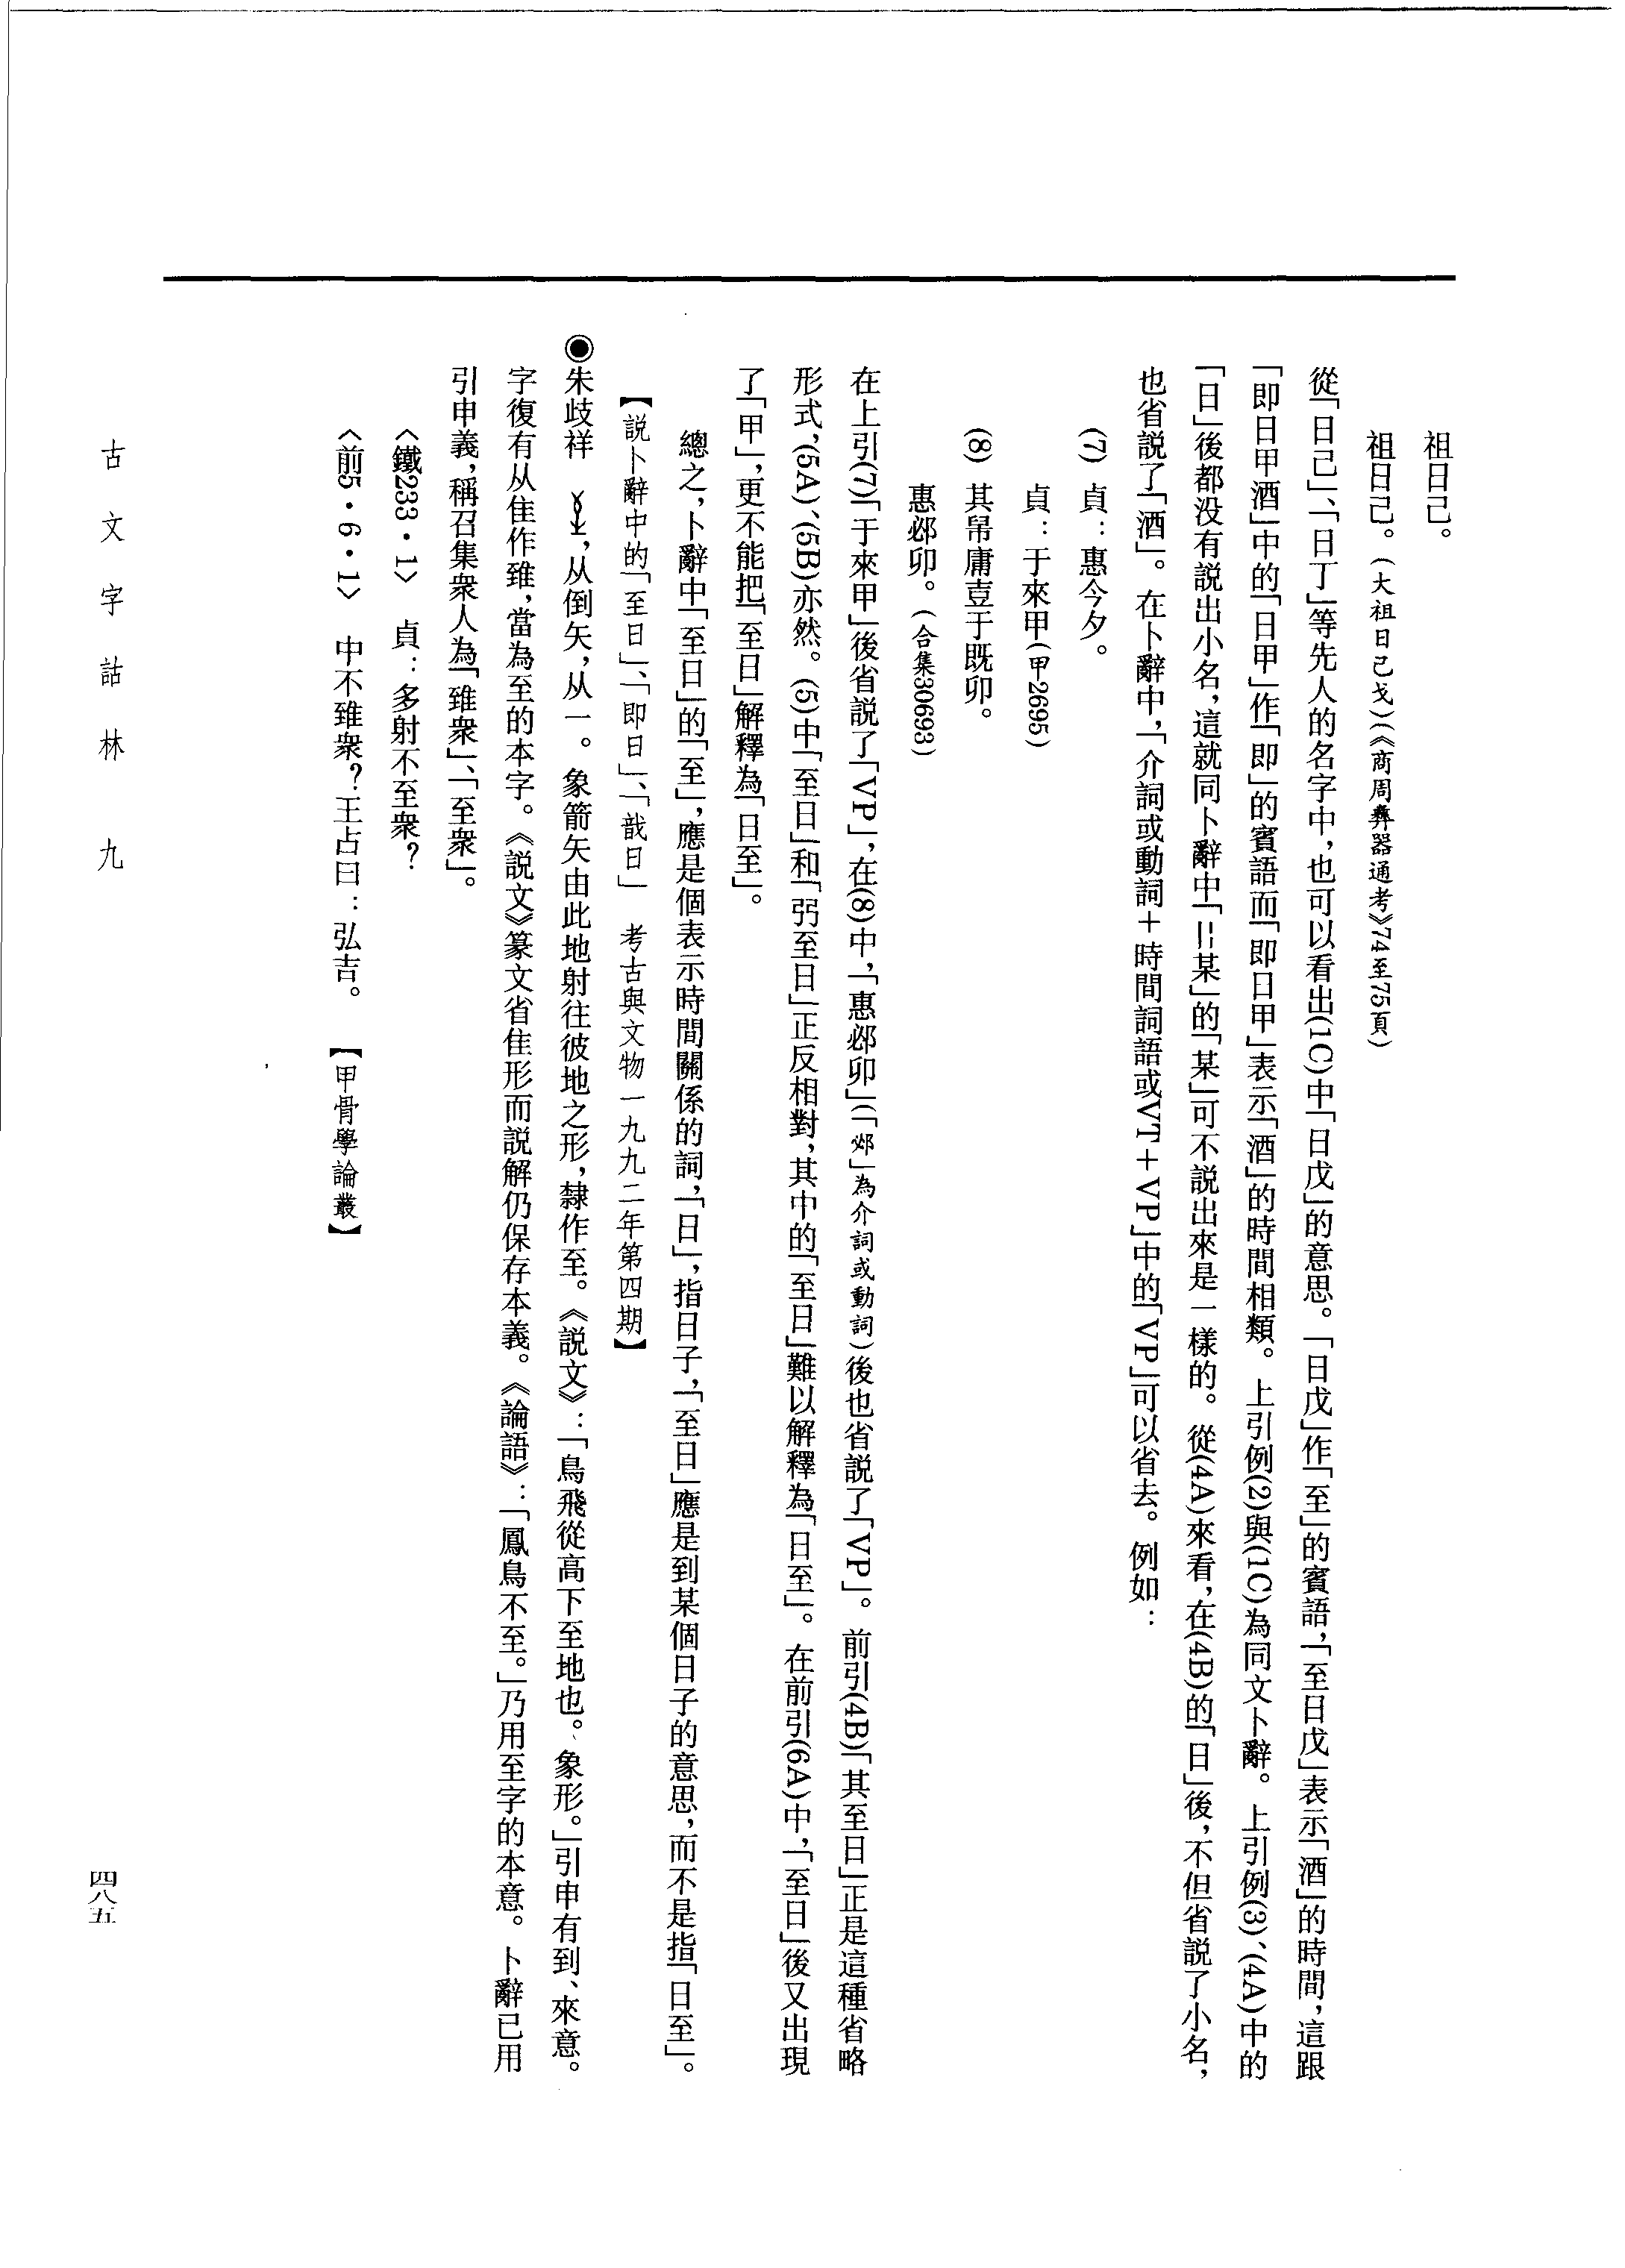 祖日己。
祖日己。（大祖日己戈）（《商周彝器通考》74至75頁）
從「日己」、「日丁」等先人的名字中，也可以看出(1C)中「日戊」的意思。「日戊」作「至」的賓語，「至日戊」表示「酒」的時間，這跟
「即日甲酒」中的「日甲」作「即」的賓語而「即日甲」表示「酒」的時間相類。上引例(2)與(1C)為同文卜辭。上引例(3)、(4A)中的
「日」後都没有説出小名，這就同卜辭中「匕某」的「某」可不説出來是一樣的。從(4A)來看，在(4B)的「日」後，不但省説了小名，
也省説了「酒」。在卜辭中，「介詞或動詞＋時間詞語或VT＋VP」中的「VP」可以省去。例如：
(7) 貞：惠今夕。
貞：于來甲（甲2695）
(8) 其帚庸壴于既卯。
惠邲卯。（合集30693）
在上引(7)「于來甲」後省説了「VP」，在(8)中，「惠邲卯」（「邲」為介詞或動詞）後也省説了「VP」。前引(4B)「其至日」正是這種省略
形式，(5A)、(5B)亦然。(5)中「至日」和「弜至日」正反相對，其中的「至日」難以解釋為「日至」。在前引(6A)中，「至日」後又出現
了「甲」，更不能把「至日」解釋為「日至」。
總之，卜辭中「至日」的「至」，應是個表示時間關係的詞，「日」，指日子，「至日」應是到某個日子的意思，而不是指「日至」。
【説卜辭中的「至日」、「即日」、「戠日」 考古與文物一九九二年第四期】
◉朱歧祥 ，从倒矢，从一。象箭矢由此地射往彼地之形，隸作至。《説文》：「鳥飛從高下至地也。象形。」引申有到、來意。
字復有从隹作雉，當為至的本字。《説文》篆文省隹形而説解仍保存本義。《論語》：「鳳鳥不至。」乃用至字的本意。卜辭已用
引申義，稱召集衆人為「雉衆」、「至衆」。
〈鐵233·1〉 貞：多射不至衆？
〈前5·6·1〉 中不雉衆？王占曰：弘吉。 【甲骨學論叢】
古文字詁林 九
四八五